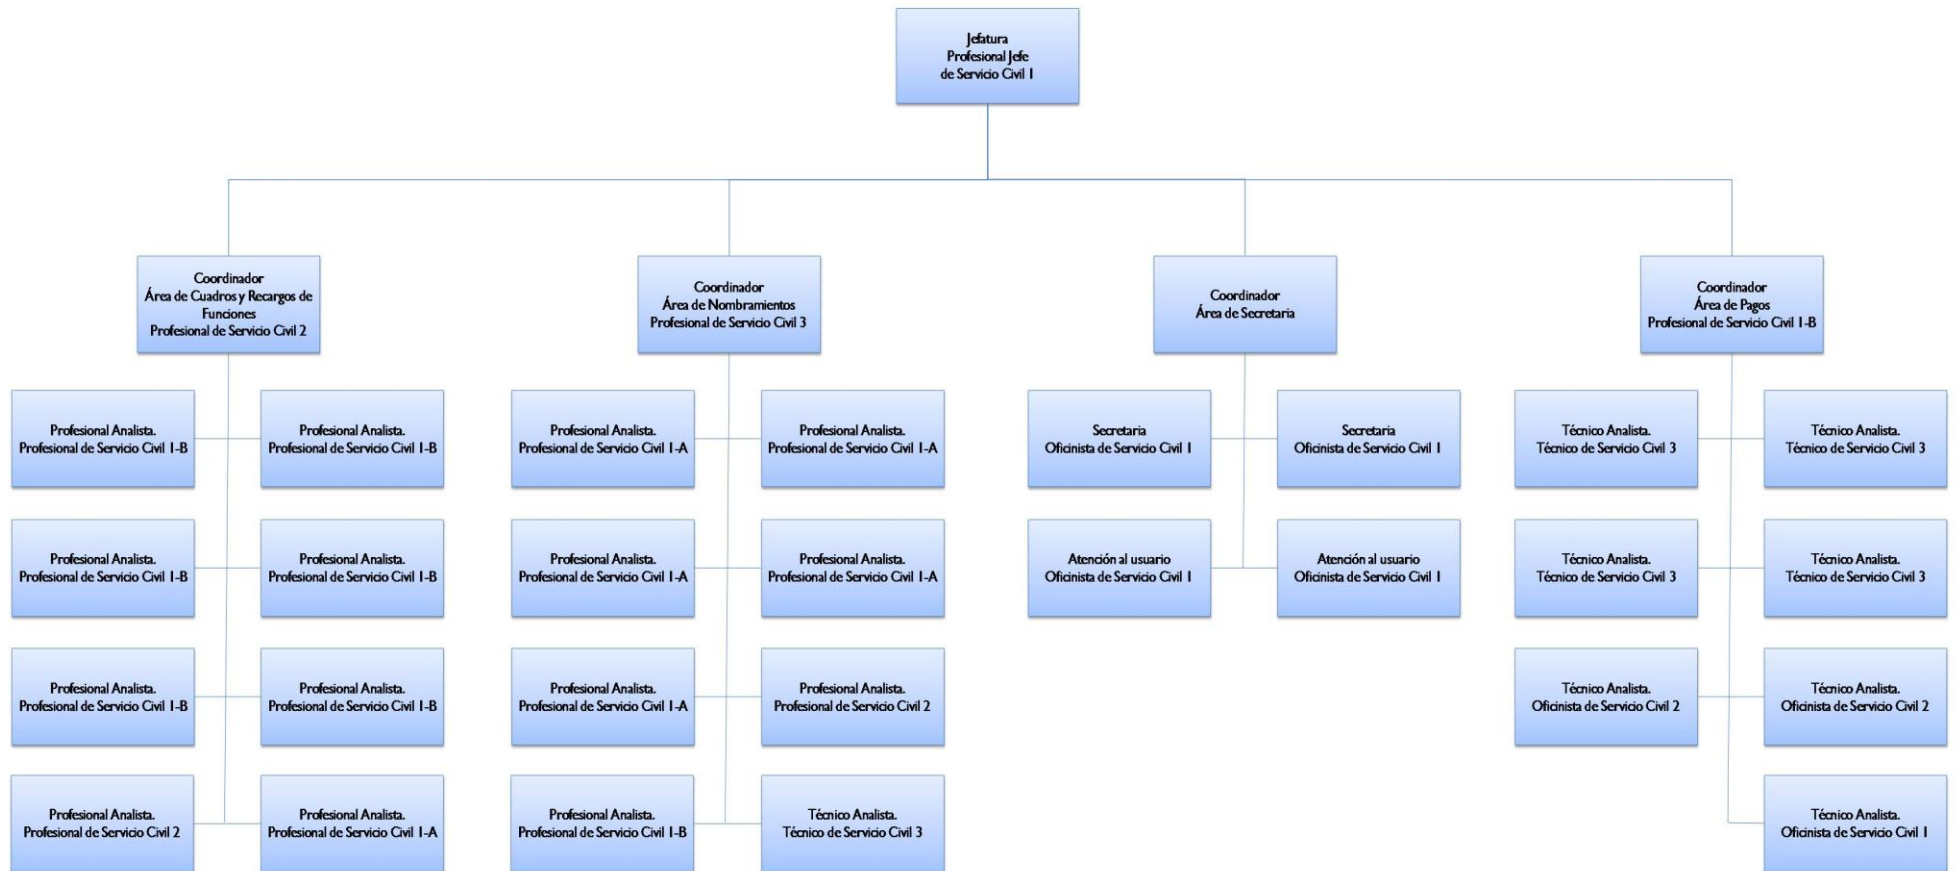 Jefatura
Profesional Jefe
de Servicio Civil 1
Coordinador
Área de Cuadros y Recargos de
Funciones
Profesional de Servicio Civil 2
Coordinador
Área de Nombramientos
Profesional de Servicio Civil 3
Coordinador
Área de Secretaria
Coordinador
Área de Pagos
Profesional de Servicio Civil 1-B
Profesional Analista.
Profesional de Servicio Civil 1-B
Profesional Analista.
Profesional de Servicio Civil 1-B
Profesional Analista.
Profesional de Servicio Civil 1-A
Profesional Analista.
Profesional de Servicio Civil 1-A
Secretaria
Oficinista de Servicio Civil 1
Secretaria
Oficinista de Servicio Civil 1
Técnico Analista.
Técnico de Servicio Civil 3
Técnico Analista.
Técnico de Servicio Civil 3
Profesional Analista.
Profesional de Servicio Civil 1-B
Profesional Analista.
Profesional de Servicio Civil 1-B
Profesional Analista.
Profesional de Servicio Civil 1-A
Profesional Analista.
Profesional de Servicio Civil 1-A
Atención al usuario
Oficinista de Servicio Civil 1
Atención al usuario
Oficinista de Servicio Civil 1
Técnico Analista.
Técnico de Servicio Civil 3
Técnico Analista.
Técnico de Servicio Civil 3
Profesional Analista.
Profesional de Servicio Civil 1-B
Profesional Analista.
Profesional de Servicio Civil 1-B
Profesional Analista.
Profesional de Servicio Civil 1-A
Profesional Analista.
Profesional de Servicio Civil 2
Técnico Analista.
Oficinista de Servicio Civil 2
Técnico Analista.
Oficinista de Servicio Civil 2
Profesional Analista.
Profesional de Servicio Civil 2
Profesional Analista.
Profesional de Servicio Civil 1-A
Profesional Analista.
Profesional de Servicio Civil 1-B
Técnico Analista.
Técnico de Servicio Civil 3
Técnico Analista.
Oficinista de Servicio Civil 1